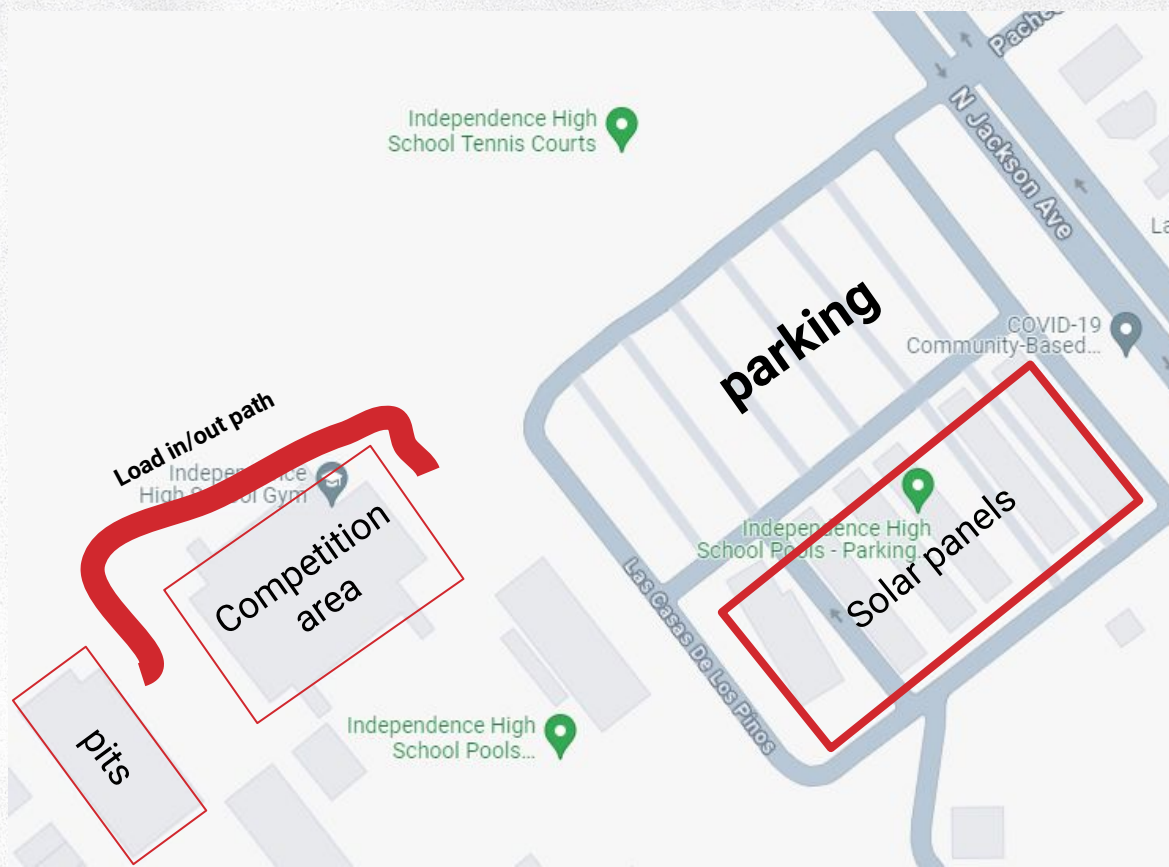 Pachec
Independence High
School Tennis Courts
N Jackson Ave
La
parking
COVID-19
Community-Based...
Load in/out path
Independence
High School Gym
Competition
area
Independence High
School Pools - Parking
Solar panels
Las Casas De Los Pinos
pits
Independence High
School Pools...